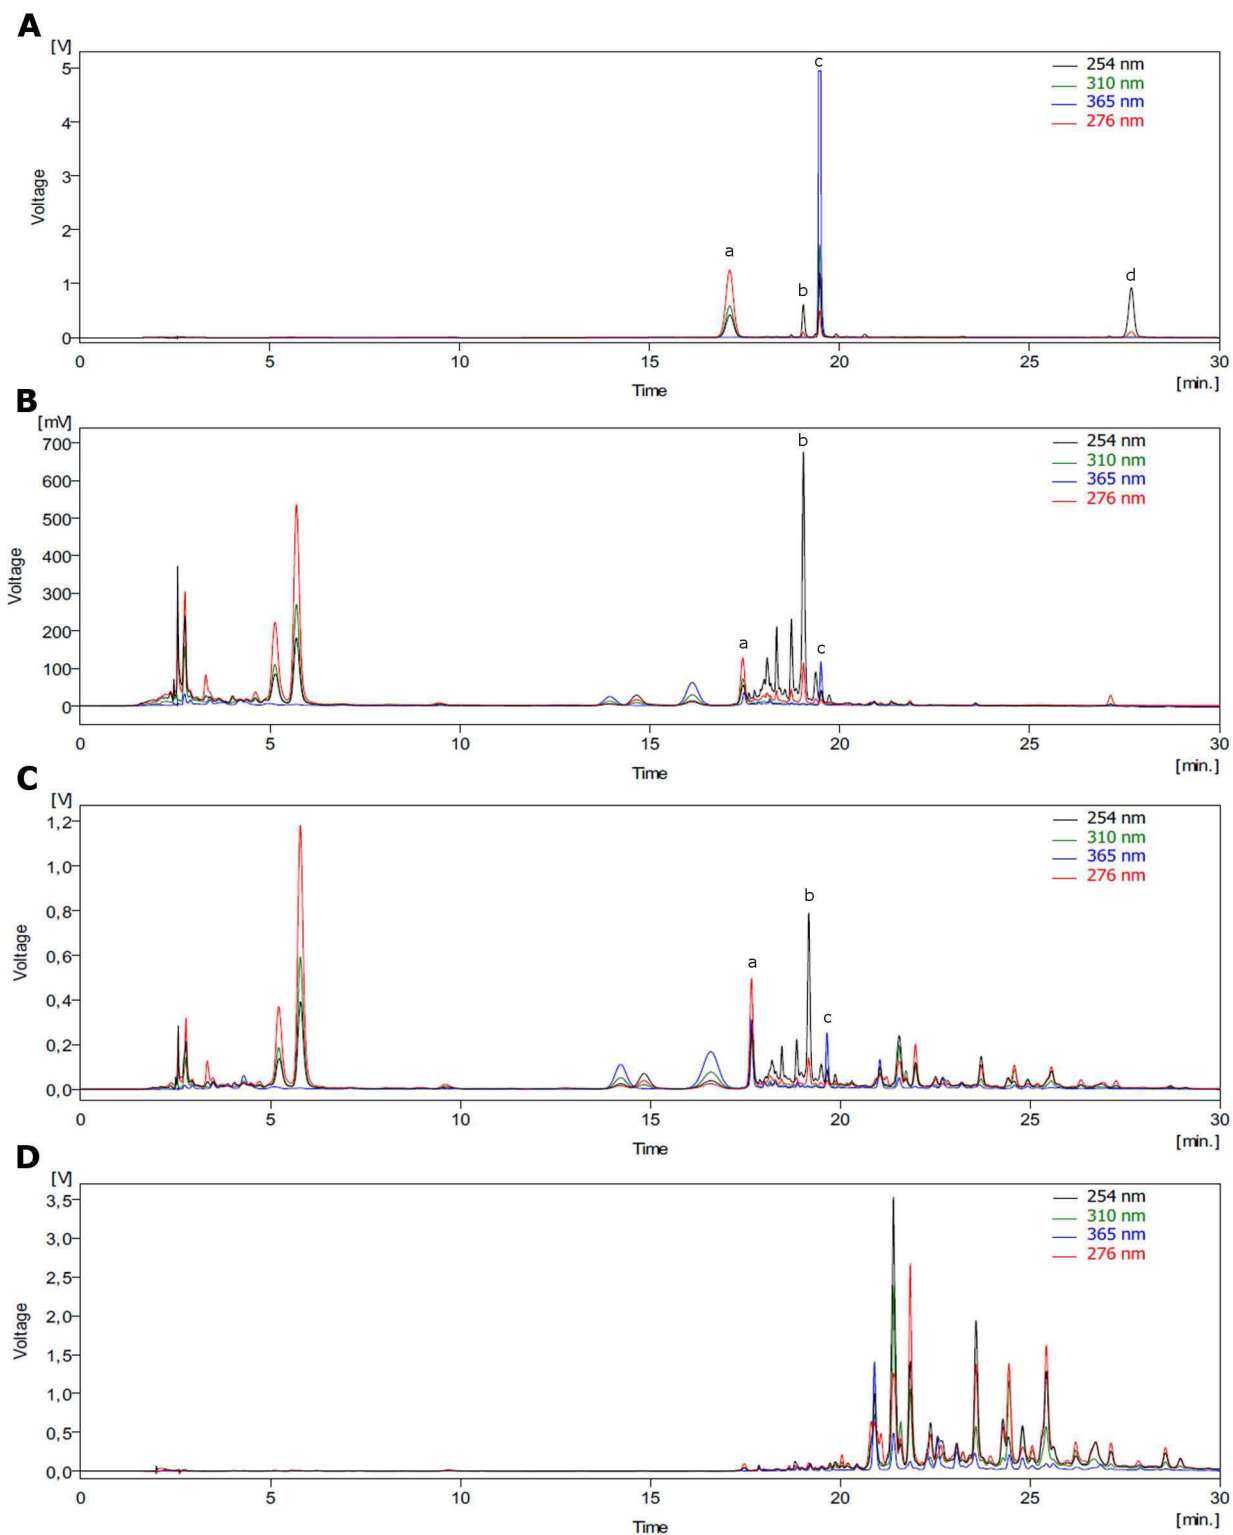 A
[V]
5
4
3
2
1
0
Voltage
a
b
c
d
254 nm
310 nm
365 nm
276 nm
0 5 10 15 20 25 30
Time
[min.]
B
[mV]
700
600
500
400
300
200
100
0
Voltage
a
b
c
254 nm
310 nm
365 nm
276 nm
0 5 10 15 20 25 30
Time
[min.]
C
[V]
1,2
1,0
0,8
0,6
0,4
0,2
0,0
Voltage
a
b
c
254 nm
310 nm
365 nm
276 nm
0 5 10 15 20 25 30
Time
[min.]
D
[V]
3,5
3,0
2,5
2,0
1,5
1,0
0,5
0,0
Voltage
254 nm
310 nm
365 nm
276 nm
0 5 10 15 20 25 30
Time
[min.]